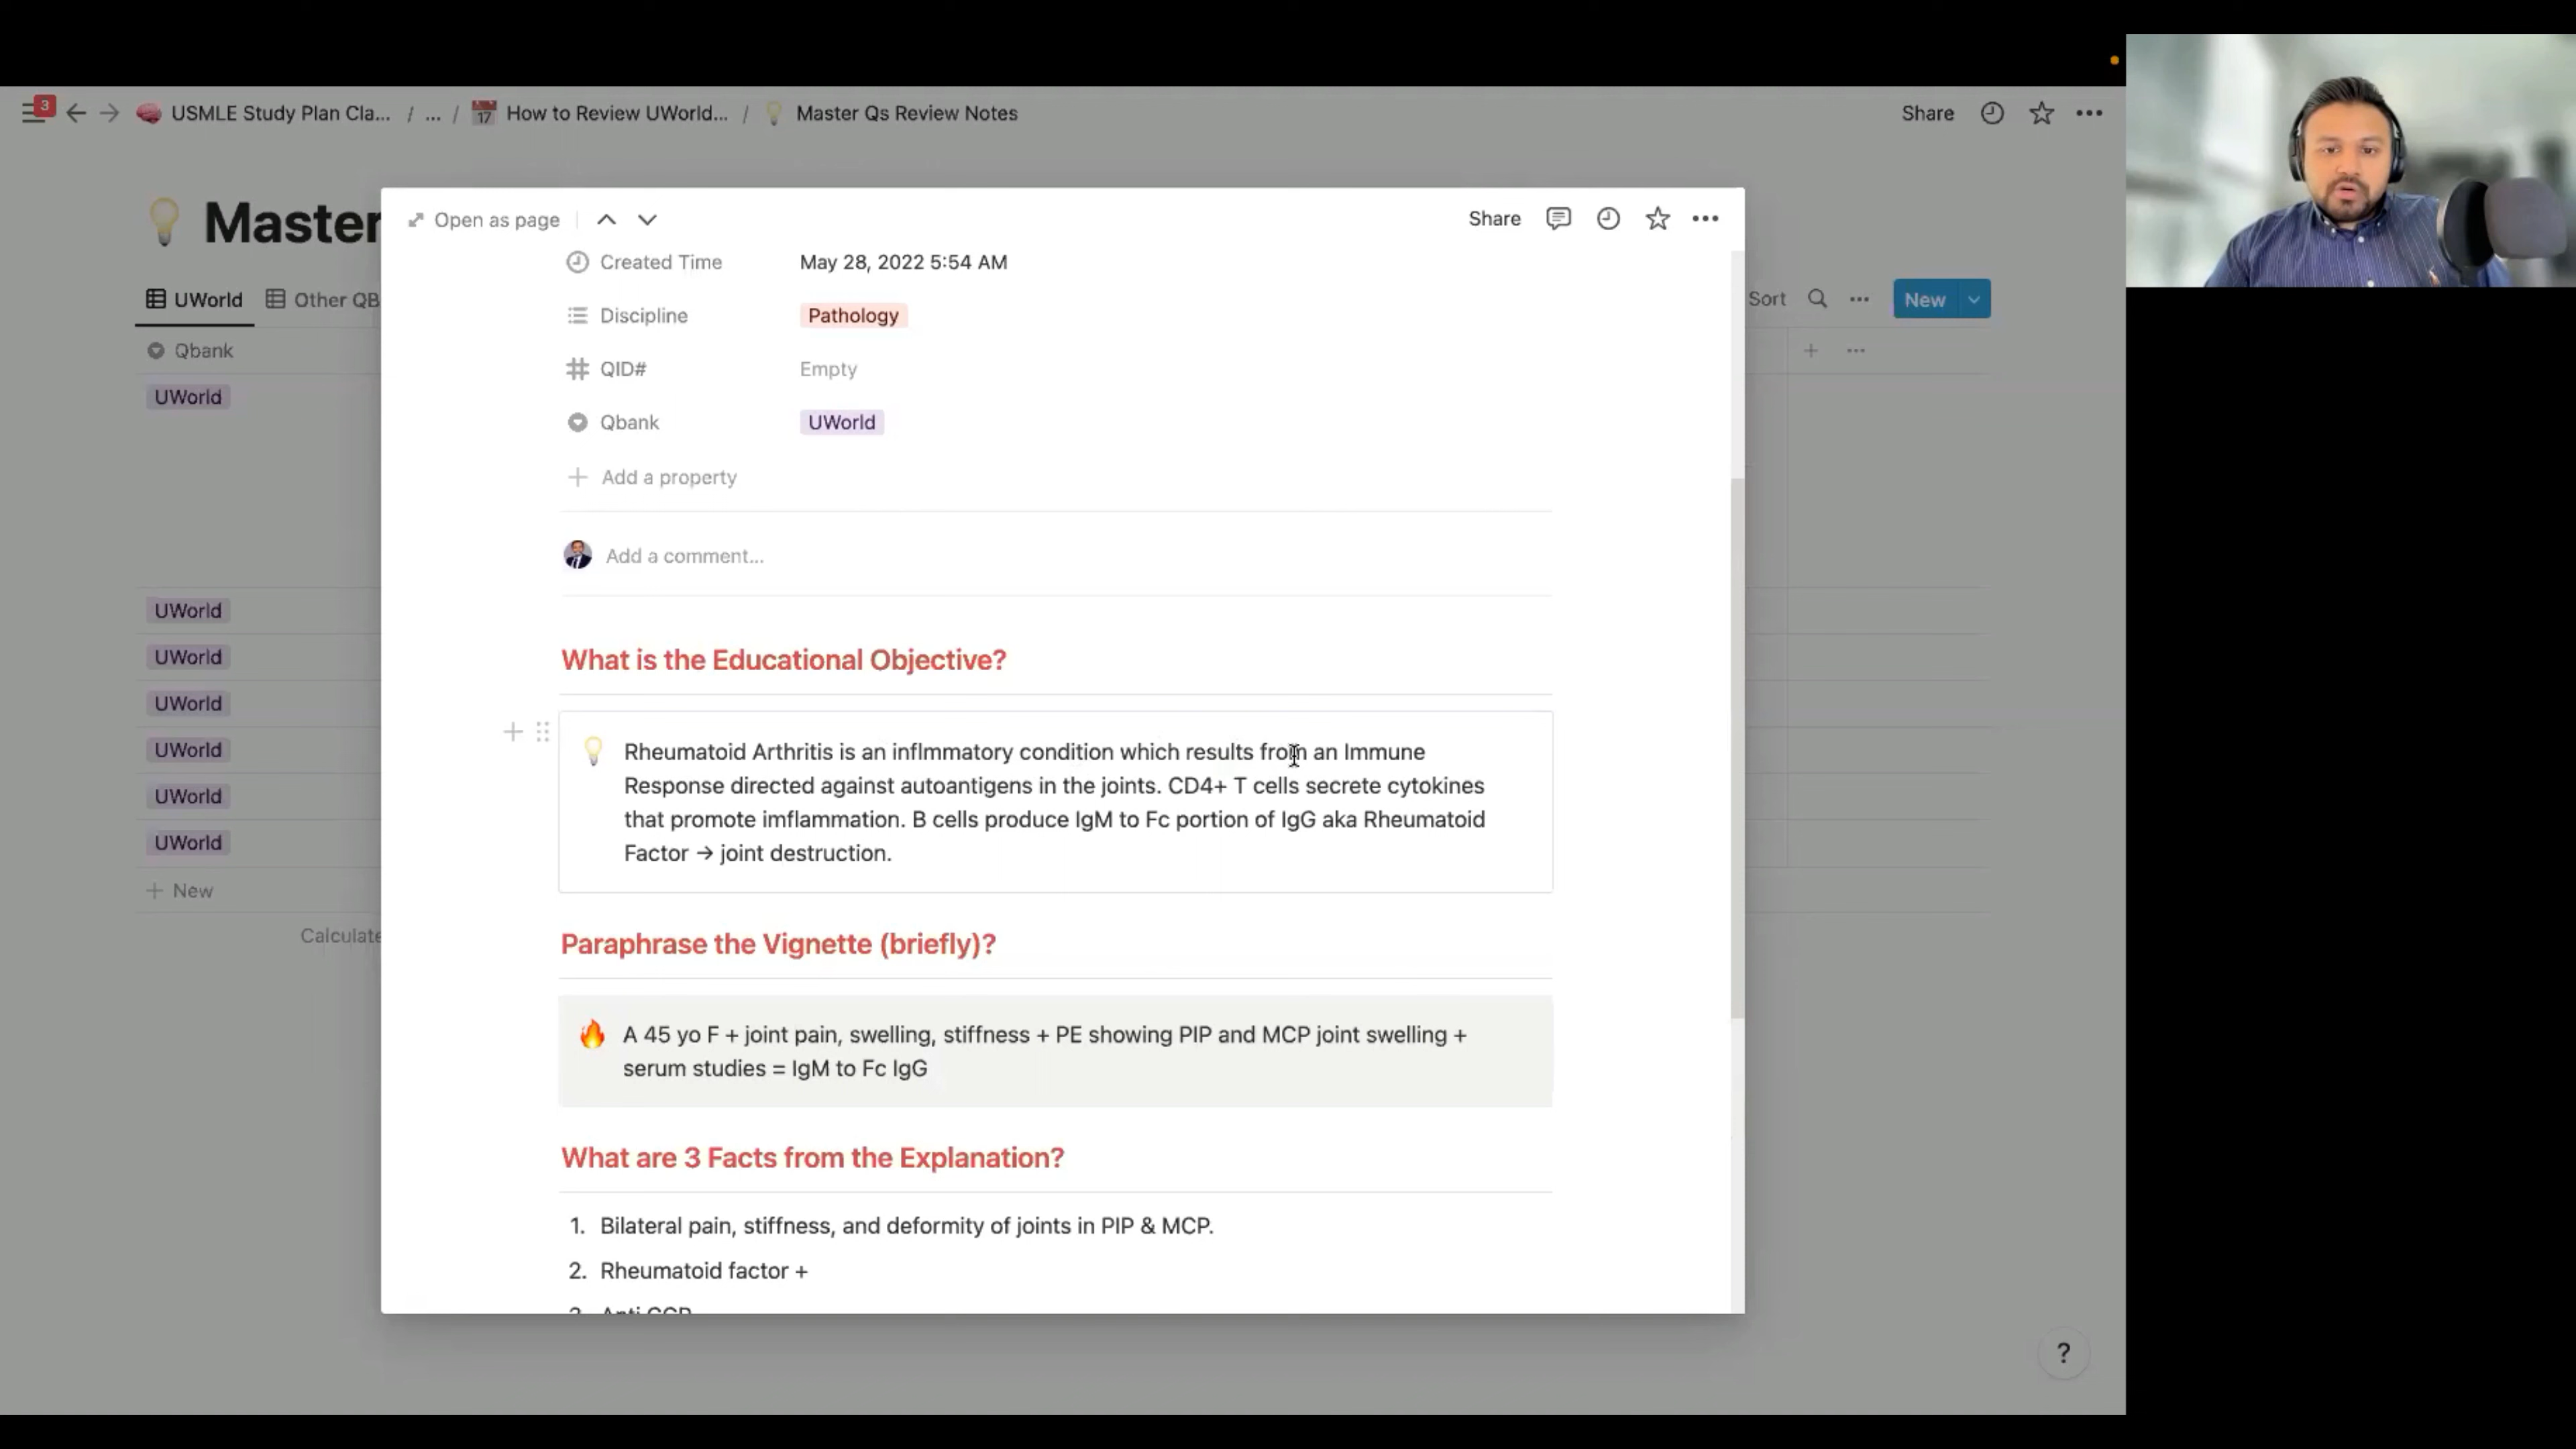 3
USMLE Study Plan Cla... / ... / How to Review UWorld... / Master Qs Review Notes
Share
Master
UWorld
Other QB
Sort
New
Qbank
UWorld
UWorld
UWorld
UWorld
UWorld
UWorld
UWorld
+ New
Calculate
Open as page
Share
Created Time May 28, 2022 5:54 AM
Discipline Pathology
QID# Empty
Qbank UWorld
+ Add a property
Add a comment...
What is the Educational Objective?
Rheumatoid Arthritis is an inflmmatory condition which results from an Immune
Response directed against autoantigens in the joints. CD4+ T cells secrete cytokines
that promote imflammation. B cells produce IgM to Fc portion of IgG aka Rheumatoid
Factor → joint destruction.
Paraphrase the Vignette (briefly)?
A 45 yo F + joint pain, swelling, stiffness + PE showing PIP and MCP joint swelling +
serum studies = IgM to Fc IgG
What are 3 Facts from the Explanation?
1. Bilateral pain, stiffness, and deformity of joints in PIP & MCP.
2. Rheumatoid factor +
3. Anti CCP
?